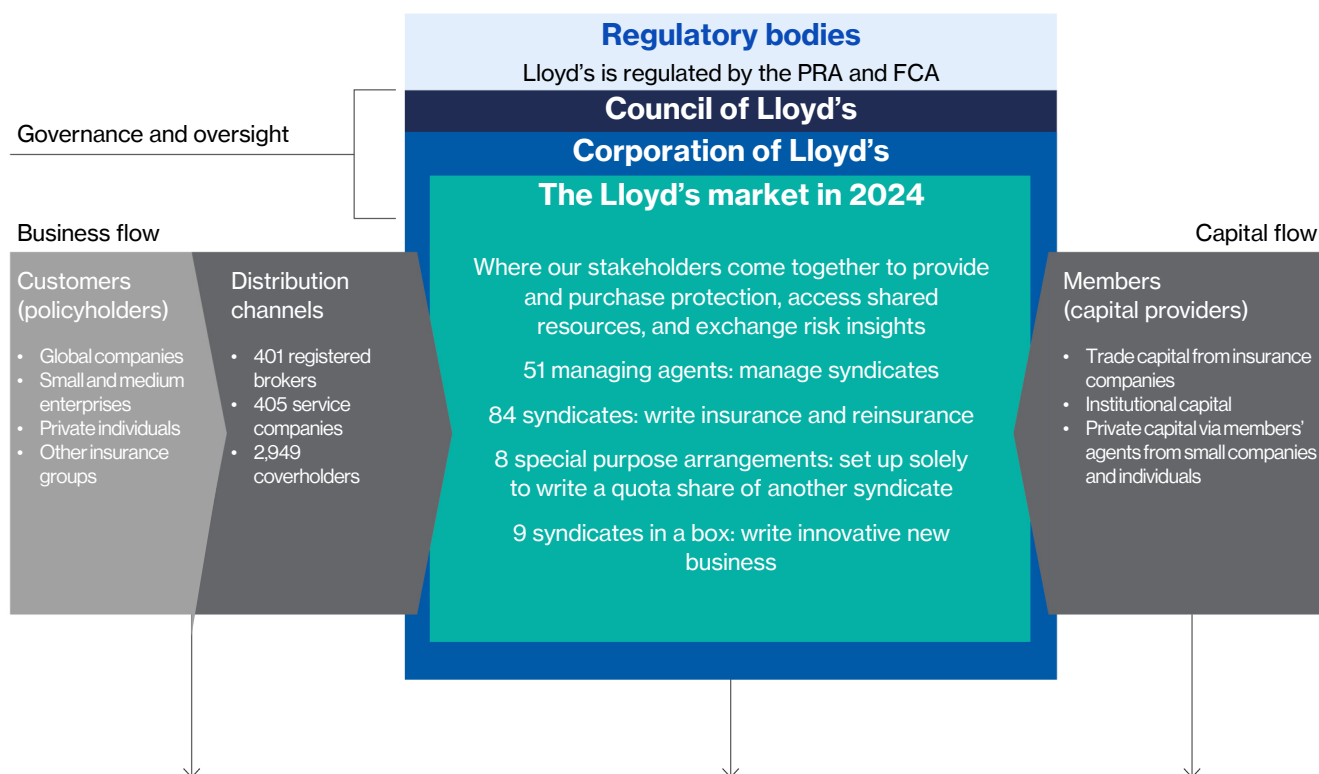 Regulatory bodies
Lloyd’s is regulated by the PRA and FCA
Governance and oversight
Council of Lloyd’s
Corporation of Lloyd’s
The Lloyd’s market in 2024
Business flow
Customers
(policyholders)
• Global companies
• Small and medium
enterprises
• Private individuals
• Other insurance
groups
Distribution
channels
• 401 registered
brokers
• 405 service
companies
• 2,949
coverholders
Where our stakeholders come together to provide
and purchase protection, access shared
resources, and exchange risk insights
51 managing agents: manage syndicates
84 syndicates: write insurance and reinsurance
8 special purpose arrangements: set up solely
to write a quota share of another syndicate
9 syndicates in a box: write innovative new
business
Capital flow
Members
(capital providers)
• Trade capital from insurance
companies
• Institutional capital
• Private capital via members’
agents from small companies
and individuals